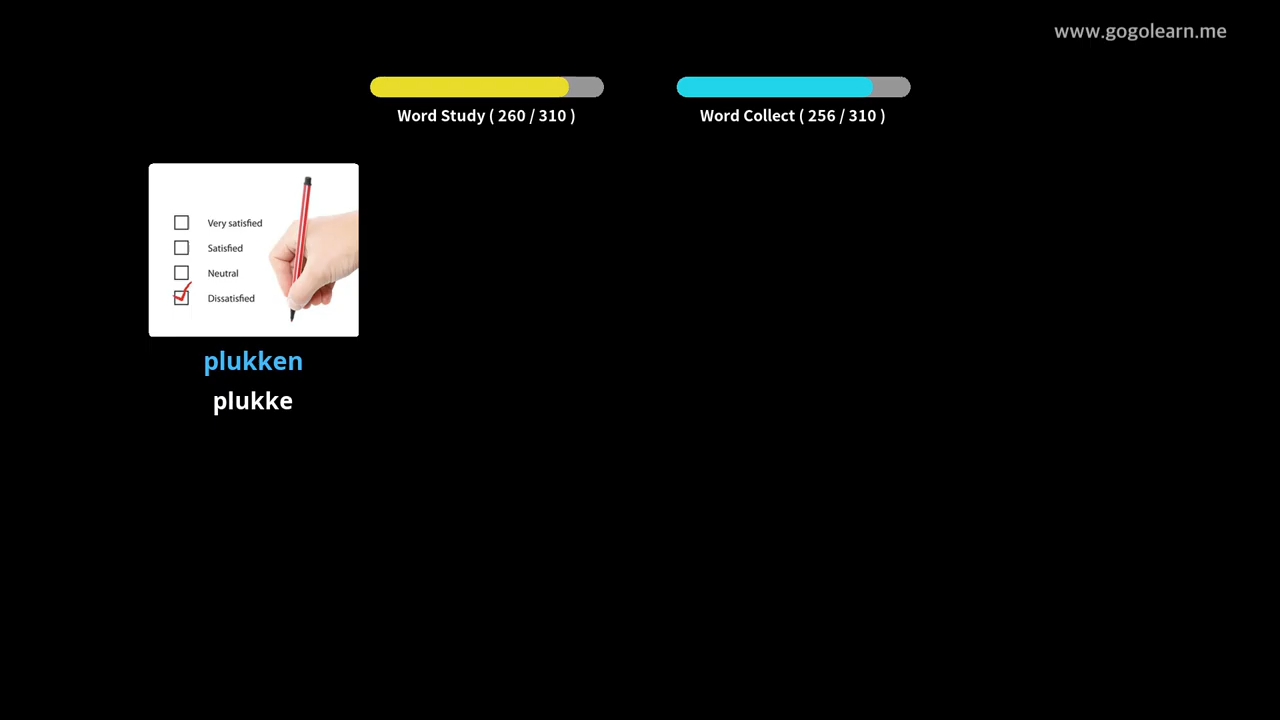 www.gogolearn.me
Word Study ( 260 / 310 )
Word Collect ( 256 / 310 )
Very satisfied
Satisfied
Neutral
Dissatisfied
plukken
plukke